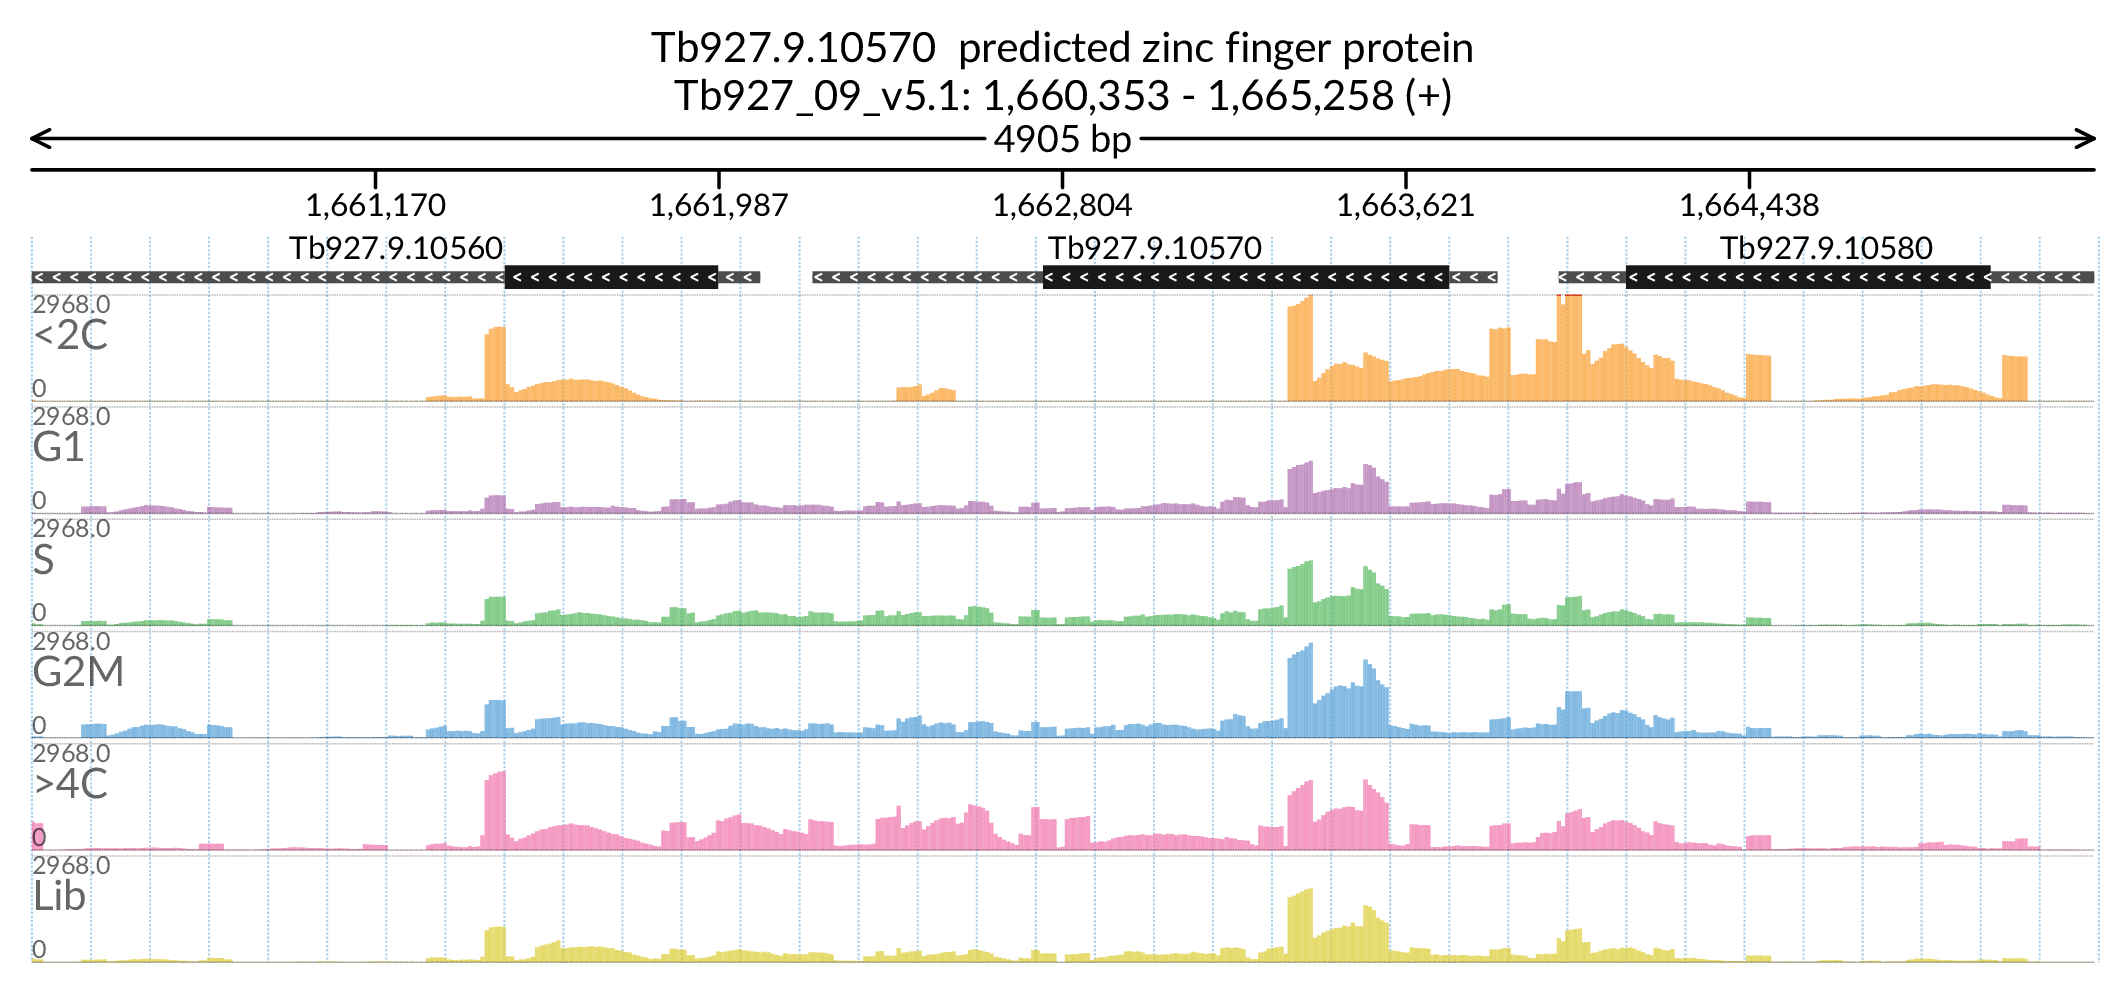 Tb927.9.10570  predicted zinc finger protein
Tb927_09_v5.1: 1,660,353 - 1,665,258 (+)
4905 bp
1,661,170 1,661,987 1,662,804 1,663,621 1,664,438
Tb927.9.10560 Tb927.9.10570 Tb927.9.10580
2968.0
<2C
0
2968.0
G1
0
2968.0
S
0
2968.0
G2M
0
2968.0
>4C
0
2968.0
Lib
0